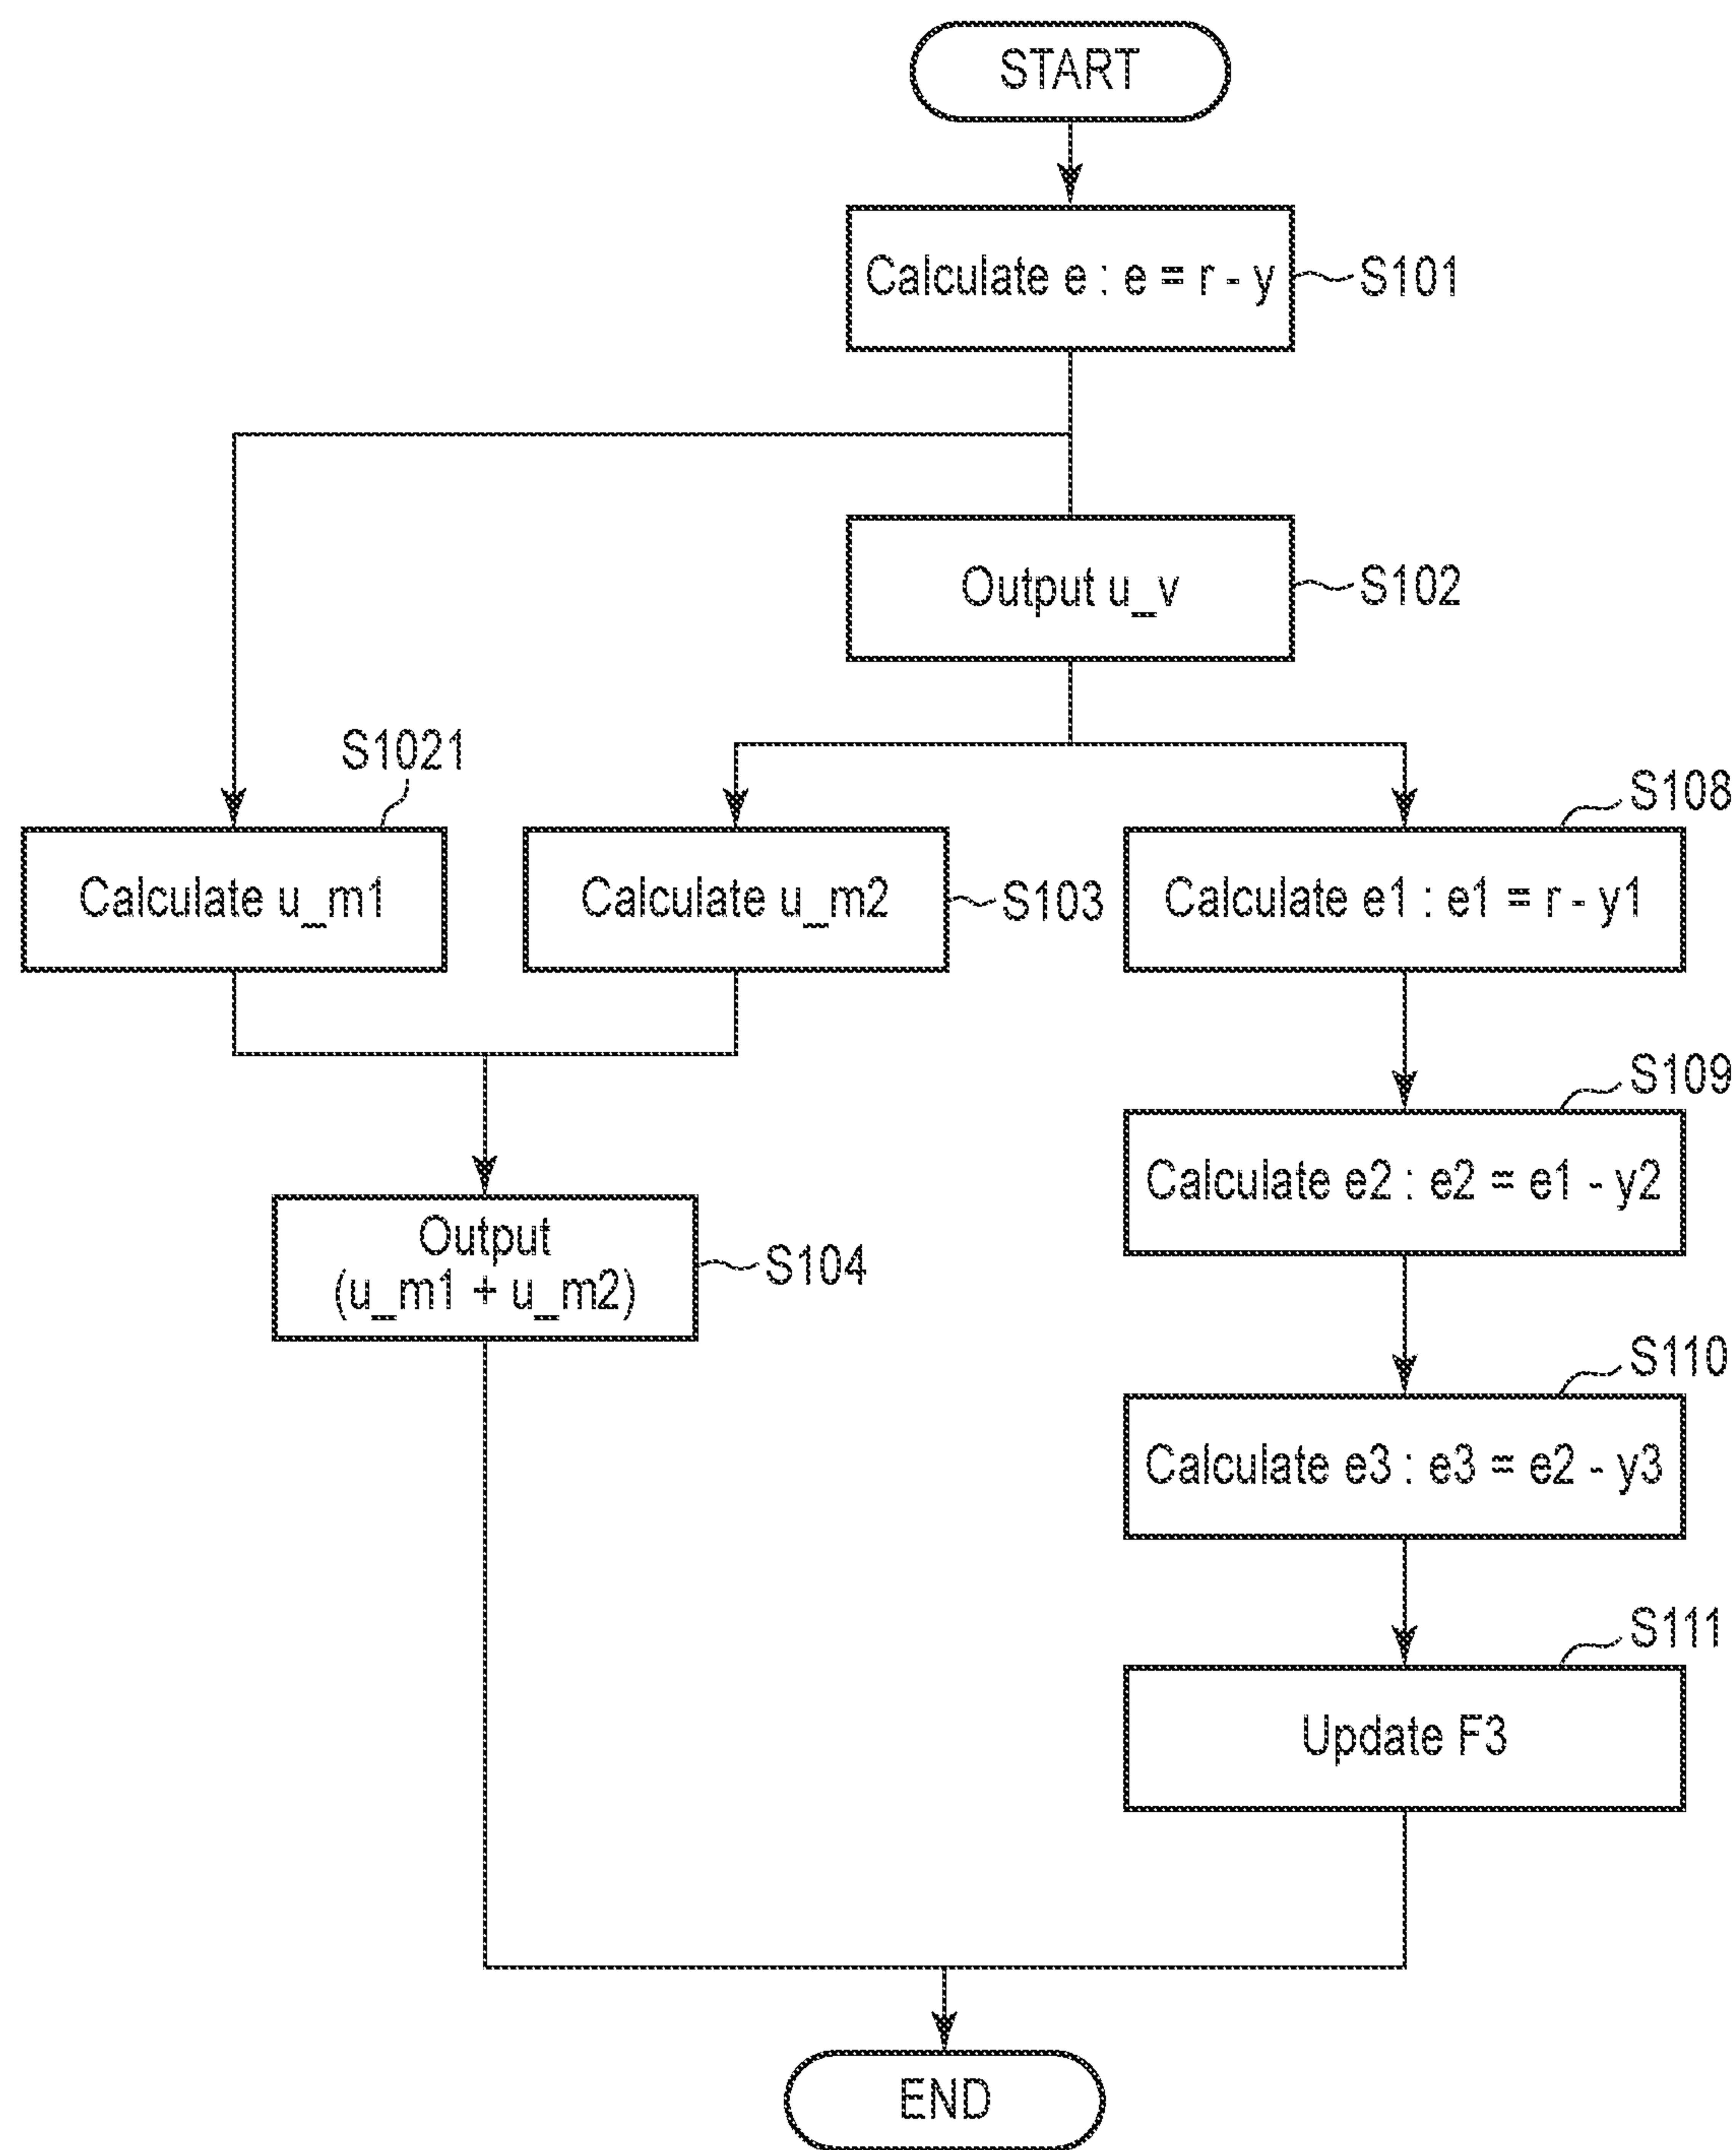 START
Calculate e : e = r - y
S101
Output u_v
S102
S1021
Calculate u_m1
Calculate u_m2
S103
S108
Calculate e1 : e1 = r - y1
S109
Calculate e2 : e2 = e1 - y2
Output
(u_m1 + u_m2)
S104
S110
Calculate e3 : e3 = e2 - y3
S111
Update F3
END